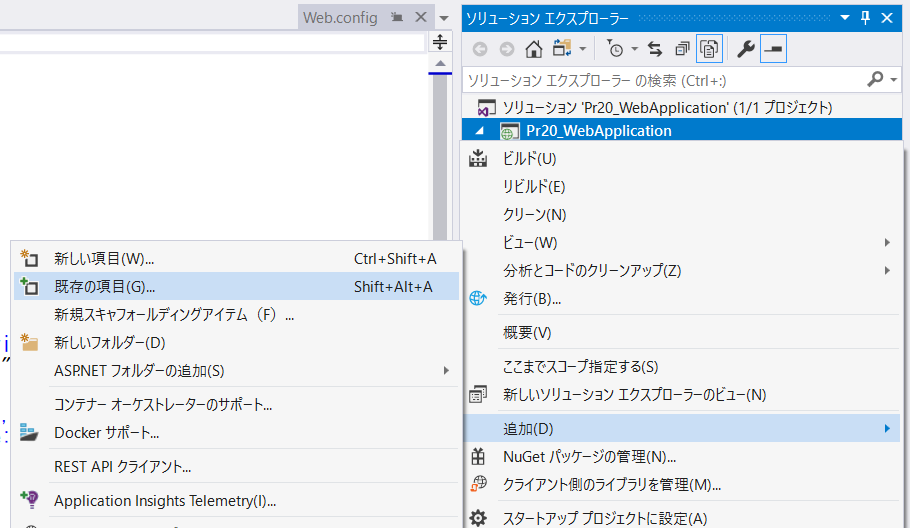 Web.config
ソリューション エクスプローラー
ソリューション エクスプローラー の検索 (Ctrl+:)
ソリューション 'Pr20_WebApplication' (1/1 プロジェクト)
Pr20_WebApplication
ビルド(U)
リビルド(E)
クリーン(N)
ビュー(W)
分析とコードのクリーンアップ(Z)
発行(B)...
概要(V)
ここまでスコープ指定する(S)
新しいソリューション エクスプローラーのビュー(N)
追加(D)
NuGet パッケージの管理(N)...
クライアント側のライブラリを管理(M)...
スタートアップ プロジェクトに設定(A)
新しい項目(W)... Ctrl+Shift+A
既存の項目(G)... Shift+Alt+A
新規スキャフォールディングアイテム（F）...
新しいフォルダー(D)
ASP.NET フォルダーの追加(S)
コンテナー オーケストレーターのサポート...
Docker サポート...
REST API クライアント...
Application Insights Telemetry(I)...